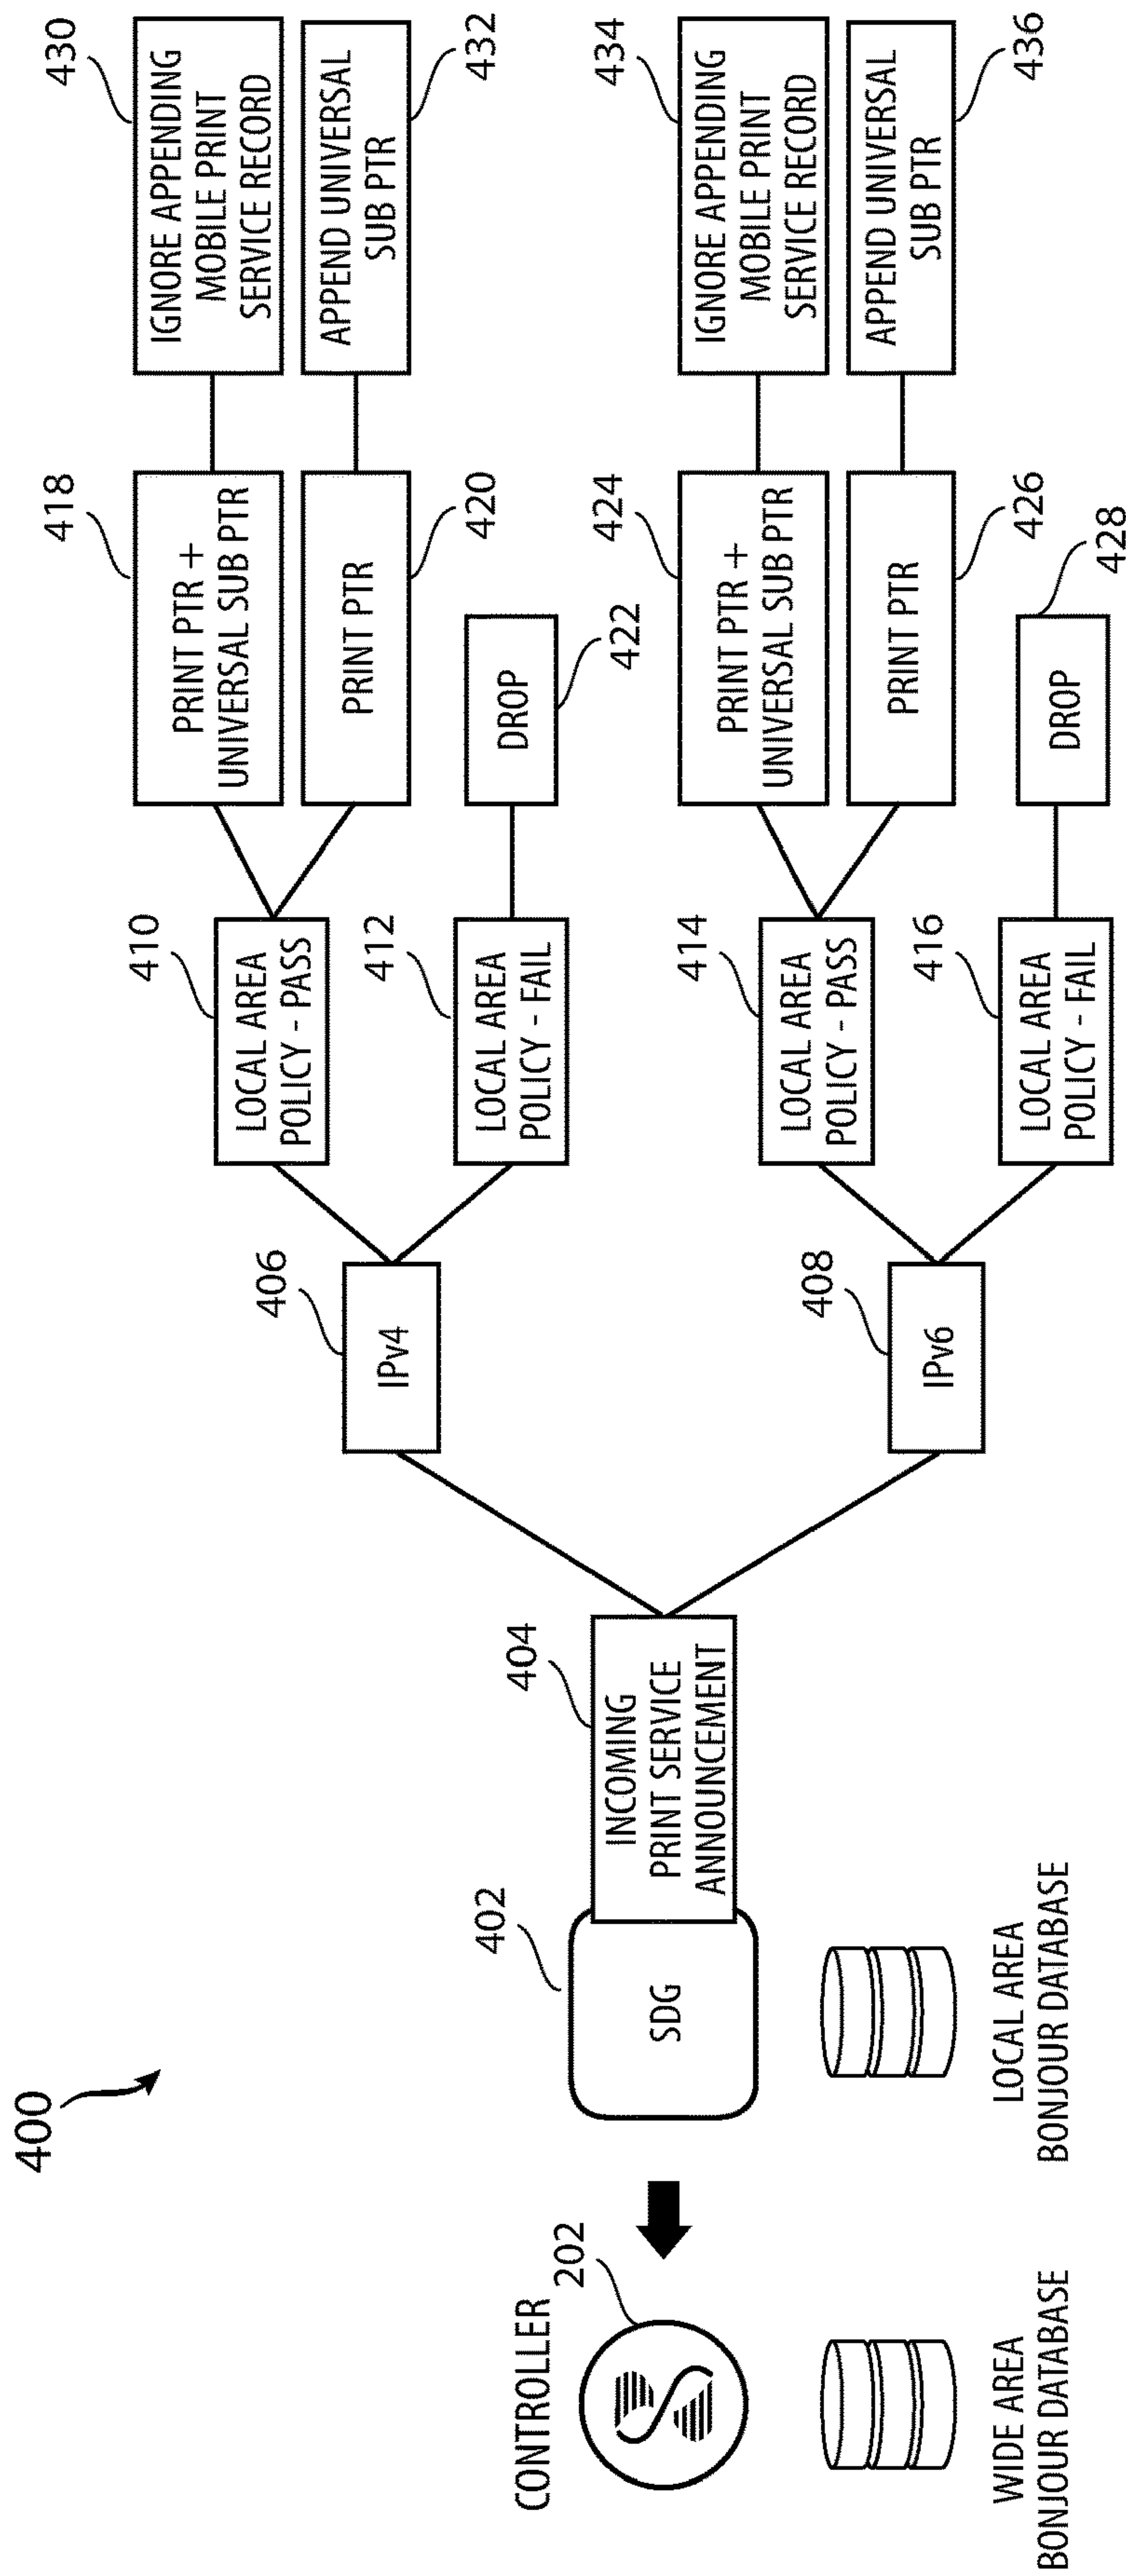 400
CONTROLLER
202
WIDE AREA
BONJOUR DATABASE
402
SDG
LOCAL AREA
BONJOUR DATABASE
404
INCOMING
PRINT SERVICE
ANNOUNCEMENT
406
IPv4
408
IPv6
410
LOCAL AREA
POLICY - PASS
412
LOCAL AREA
POLICY - FAIL
414
LOCAL AREA
POLICY - PASS
416
LOCAL AREA
POLICY - FAIL
418
PRINT PTR +
UNIVERSAL SUB PTR
420
PRINT PTR
422
DROP
424
PRINT PTR +
UNIVERSAL SUB PTR
426
PRINT PTR
428
DROP
430
IGNORE APPENDING
MOBILE PRINT
SERVICE RECORD
432
APPEND UNIVERSAL
SUB PTR
434
IGNORE APPENDING
MOBILE PRINT
SERVICE RECORD
436
APPEND UNIVERSAL
SUB PTR